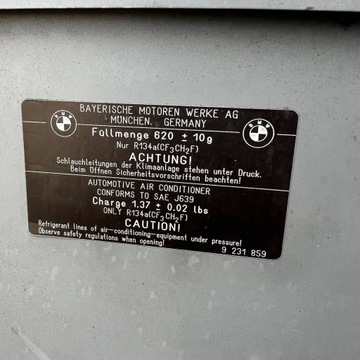 BAYERISCHE MOTOREN WERKE AG
MÜNCHEN, GERMANY
Füllmenge 620 ± 10g
Nur R134a(CF₃CH₂F)
ACHTUNG!
Schlauchleitungen der Klimaanlage stehen unter Druck.
Beim Öffnen Sicherheitsvorschriften beachten!
AUTOMOTIVE AIR CONDITIONER
CONFORMS TO SAE J639
Charge 1.37 ± 0.02 lbs
ONLY R134a(CF₃CH₂F)
CAUTION!
Refrigerant lines of air-conditioning-equipment under pressure!
Observe safety regulations when opening!
9 231 859